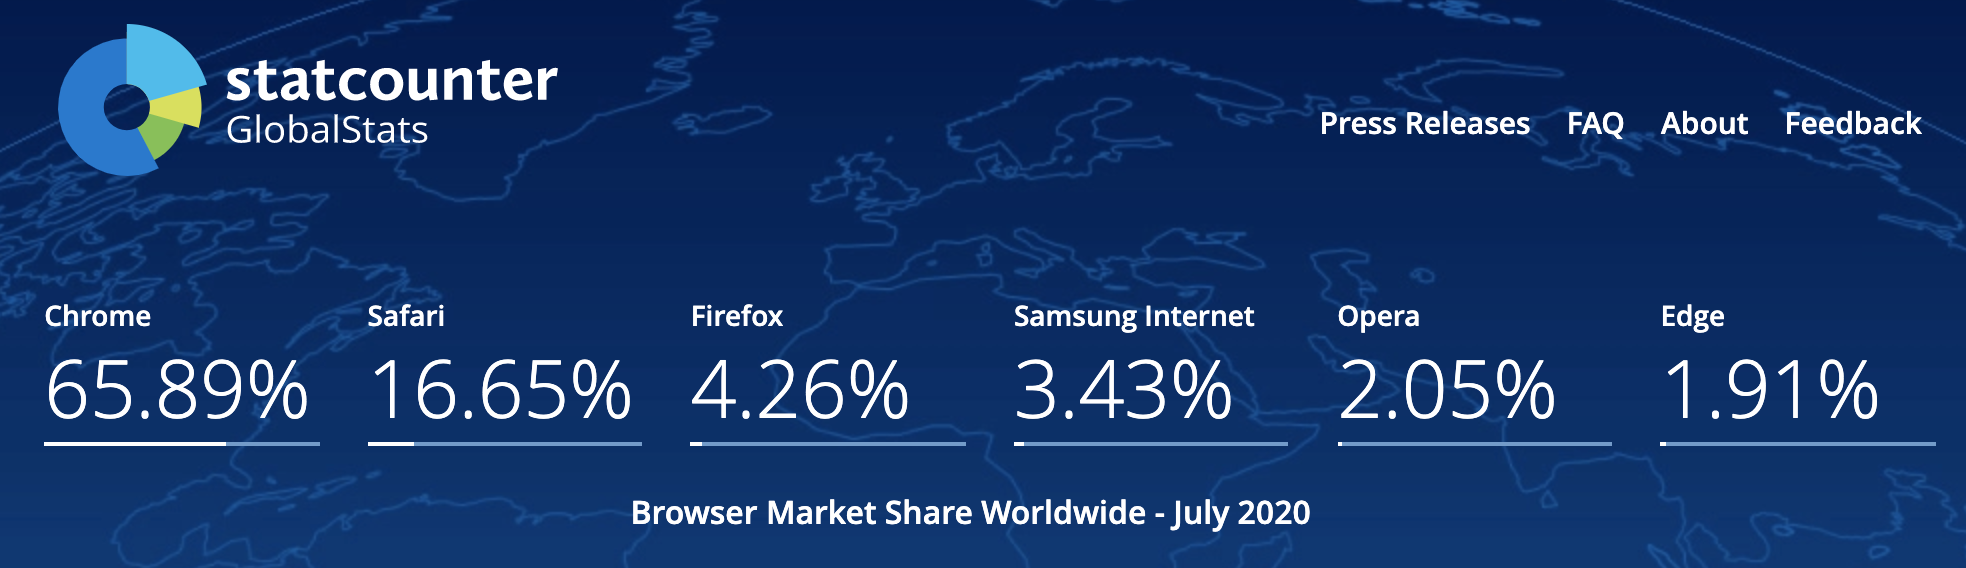 statcounter
GlobalStats
Press Releases FAQ About Feedback
Chrome Safari Firefox Samsung Internet Opera Edge
65.89% 16.65% 4.26% 3.43% 2.05% 1.91%
Browser Market Share Worldwide - July 2020